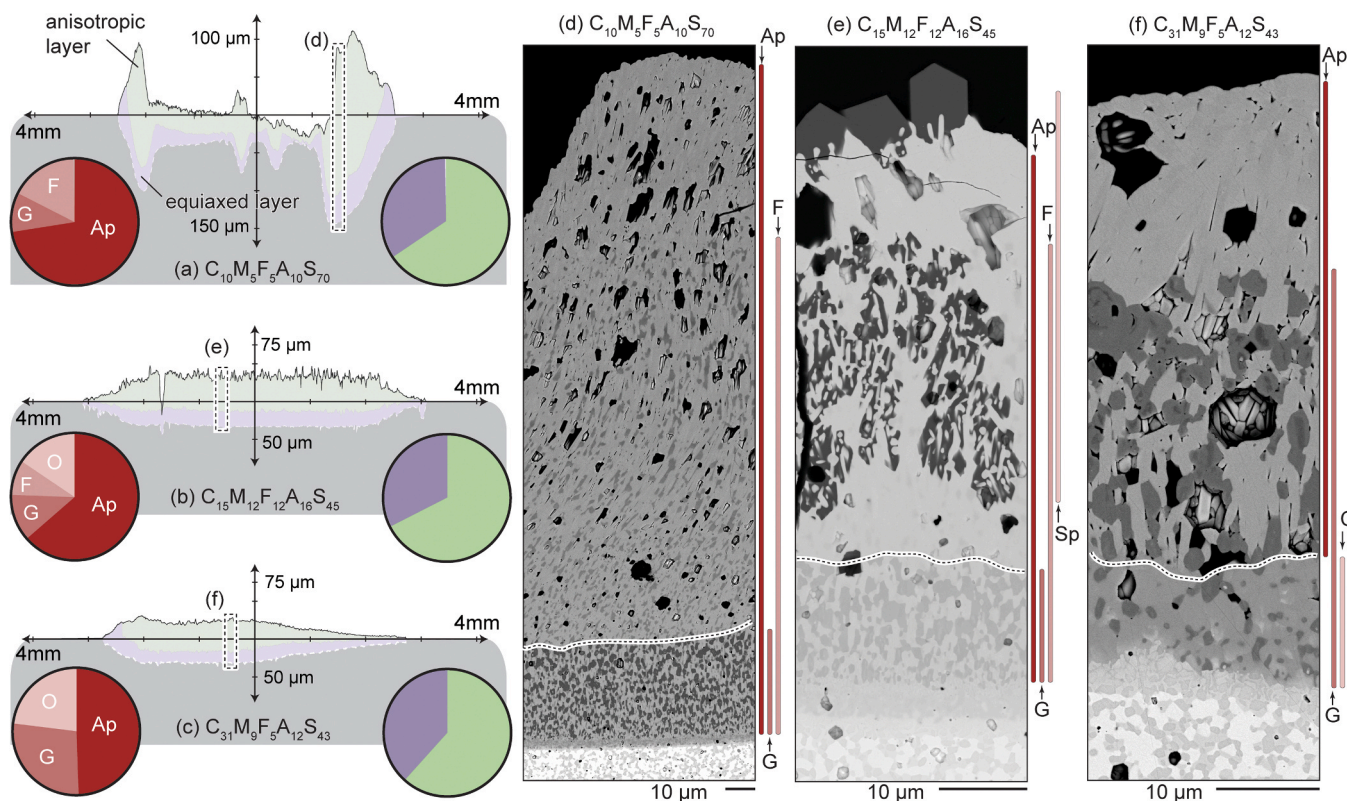 anisotropic
layer
100 µm
(d)
4mm
4mm
F
G
Ap
equiaxed layer
150 µm
(a) C₁₀M₅F₅A₁₀S₇₀
75 µm
(e)
4mm
4mm
O
F
G
Ap
50 µm
(b) C₁₅M₁₂F₁₂A₁₆S₄₅
75 µm
(f)
4mm
4mm
O
G
Ap
50 µm
(c) C₃₁M₉F₅A₁₂S₄₃
(d) C₁₀M₅F₅A₁₀S₇₀
Ap
F
G
10 µm
(e) C₁₅M₁₂F₁₂A₁₆S₄₅
Ap
F
Sp
G
10 µm
(f) C₃₁M₉F₅A₁₂S₄₃
Ap
G
10 µm